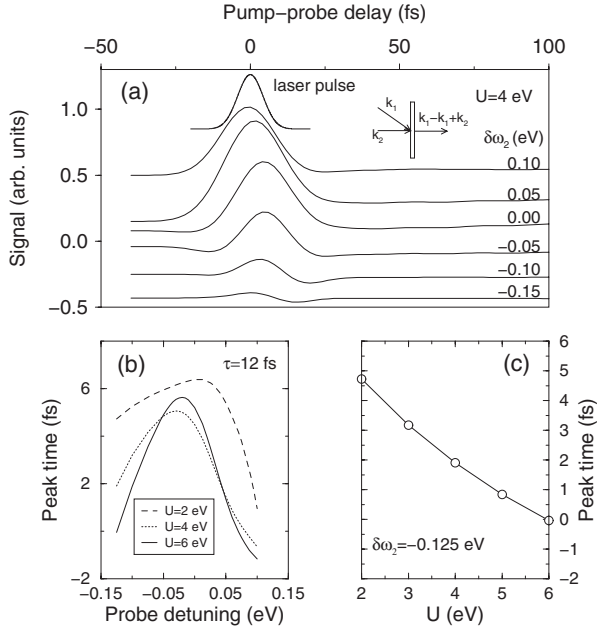 Pump−probe delay (fs)
−50 0 50 100
(a) laser pulse U=4 eV
k1 k1−k1+k2
k2
δω2 (eV)
0.10
0.05
0.00
−0.05
−0.10
−0.15
1.0
0.5
0.0
−0.5
Signal (arb. units)
(b) τ=12 fs
6
2
−2
Peak time (fs)
U=2 eV
U=4 eV
U=6 eV
−0.15 −0.05 0.05 0.15
Probe detuning (eV)
(c)
6
5
4
3
2
1
0
−1
−2
Peak time (fs)
δω2=−0.125 eV
2 3 4 5 6
U (eV)